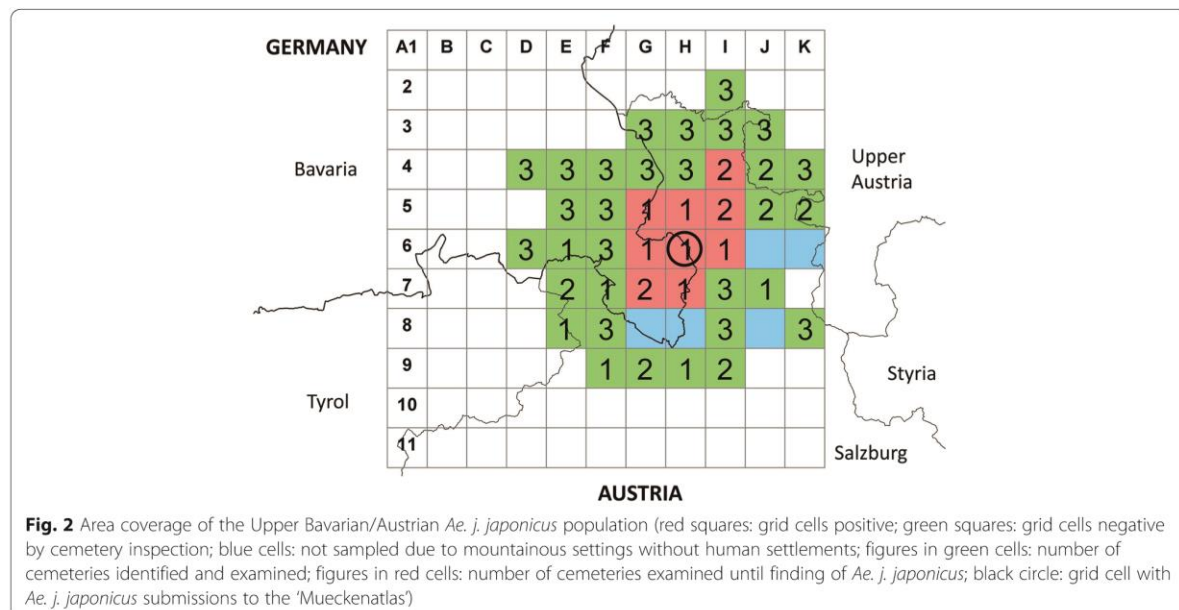 GERMANY A1 B C D E F G H I J K
2 3
3 3 3 3 3
Bavaria 4 3 3 3 3 3 2 2 3 Upper
Austria
5 3 3 1 1 2 2 2
6 3 1 3 1 1 1
7 2 1 2 1 3 1
8 1 3 3 3
9 1 2 1 2 Styria
Tyrol 10
11 Salzburg
AUSTRIA
Fig. 2 Area coverage of the Upper Bavarian/Austrian Ae. j. japonicus population (red squares: grid cells positive; green squares: grid cells negative
by cemetery inspection; blue cells: not sampled due to mountainous settings without human settlements; figures in green cells: number of
cemeteries identified and examined; figures in red cells: number of cemeteries examined until finding of Ae. j. japonicus; black circle: grid cell with
Ae. j. japonicus submissions to the ‘Mueckenatlas’)